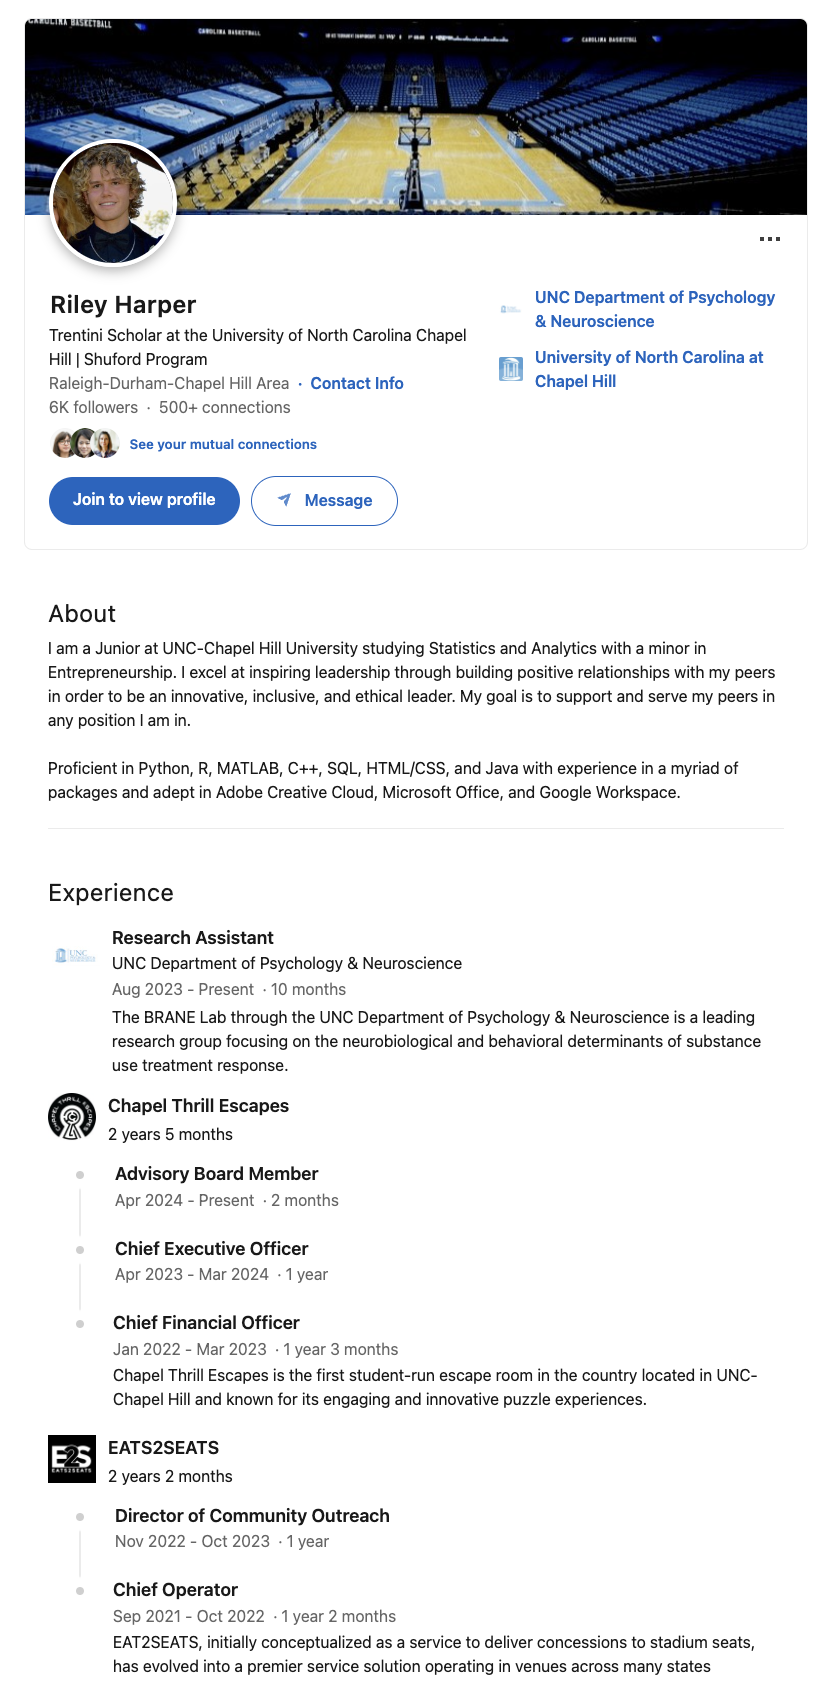 CAROLINA BASKETBALL
CAROLINA BASKETBALL
CAROLINA BASKETBALL
THIS IS CAROLINA BASKETBALL
CAROLINA
Riley Harper
Trentini Scholar at the University of North Carolina Chapel
Hill | Shuford Program
Raleigh-Durham-Chapel Hill Area · Contact Info
6K followers · 500+ connections
See your mutual connections
Join to view profile
Message
UNC Department of Psychology
& Neuroscience
University of North Carolina at
Chapel Hill
About
I am a Junior at UNC-Chapel Hill University studying Statistics and Analytics with a minor in
Entrepreneurship. I excel at inspiring leadership through building positive relationships with my peers
in order to be an innovative, inclusive, and ethical leader. My goal is to support and serve my peers in
any position I am in.
Proficient in Python, R, MATLAB, C++, SQL, HTML/CSS, and Java with experience in a myriad of
packages and adept in Adobe Creative Cloud, Microsoft Office, and Google Workspace.
Experience
UNC
Research Assistant
UNC Department of Psychology & Neuroscience
Aug 2023 - Present · 10 months
The BRANE Lab through the UNC Department of Psychology & Neuroscience is a leading
research group focusing on the neurobiological and behavioral determinants of substance
use treatment response.
CHAPEL THRILL ESCAPES
Chapel Thrill Escapes
2 years 5 months
Advisory Board Member
Apr 2024 - Present · 2 months
Chief Executive Officer
Apr 2023 - Mar 2024 · 1 year
Chief Financial Officer
Jan 2022 - Mar 2023 · 1 year 3 months
Chapel Thrill Escapes is the first student-run escape room in the country located in UNC-
Chapel Hill and known for its engaging and innovative puzzle experiences.
E2S
EATS2SEATS
EATS2SEATS
2 years 2 months
Director of Community Outreach
Nov 2022 - Oct 2023 · 1 year
Chief Operator
Sep 2021 - Oct 2022 · 1 year 2 months
EAT2SEATS, initially conceptualized as a service to deliver concessions to stadium seats,
has evolved into a premier service solution operating in venues across many states